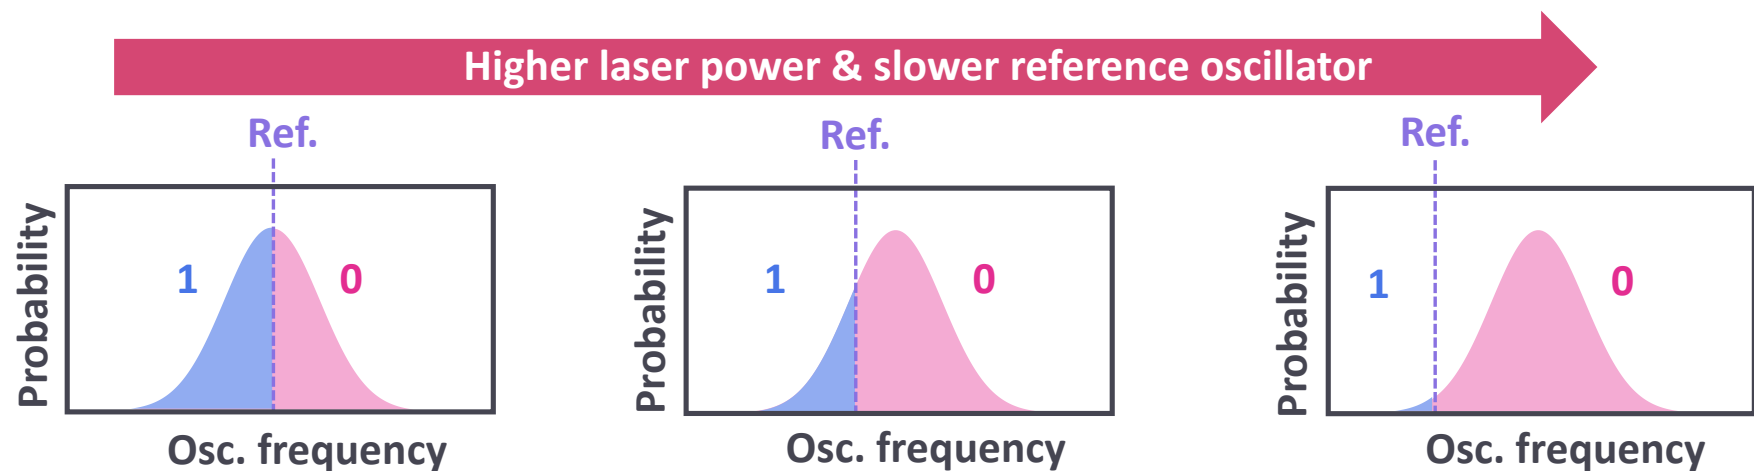 Higher laser power & slower reference oscillator
Ref.
Probability
1
0
Osc. frequency
Ref.
Probability
1
0
Osc. frequency
Ref.
Probability
1
0
Osc. frequency